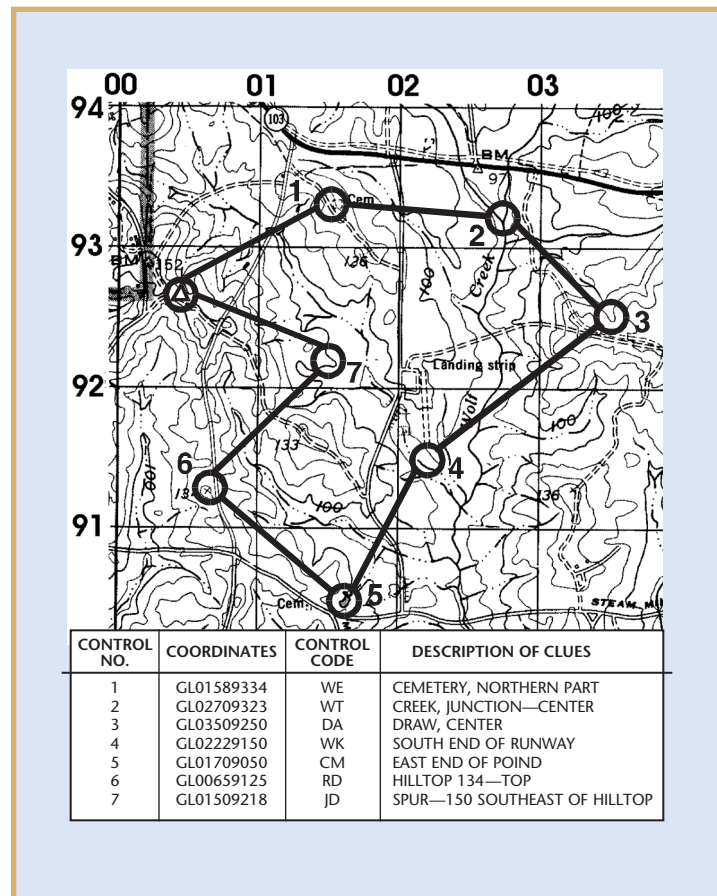 00 01 02 03
94
103
100
BM
97
1 Cem
2
93
BM 152
126
100
Creek
3
7
Landing strip
92
Wolf
133
100
6
4
100
136
91
Cem
5
STEAM
CONTROL NO. COORDINATES CONTROL CODE DESCRIPTION OF CLUES
1 GL01589334 WE CEMETERY, NORTHERN PART
2 GL02709323 WT CREEK, JUNCTION—CENTER
3 GL03509250 DA DRAW, CENTER
4 GL02229150 WK SOUTH END OF RUNWAY
5 GL01709050 CM EAST END OF POIND
6 GL00659125 RD HILLTOP 134—TOP
7 GL01509218 JD SPUR—150 SOUTHEAST OF HILLTOP